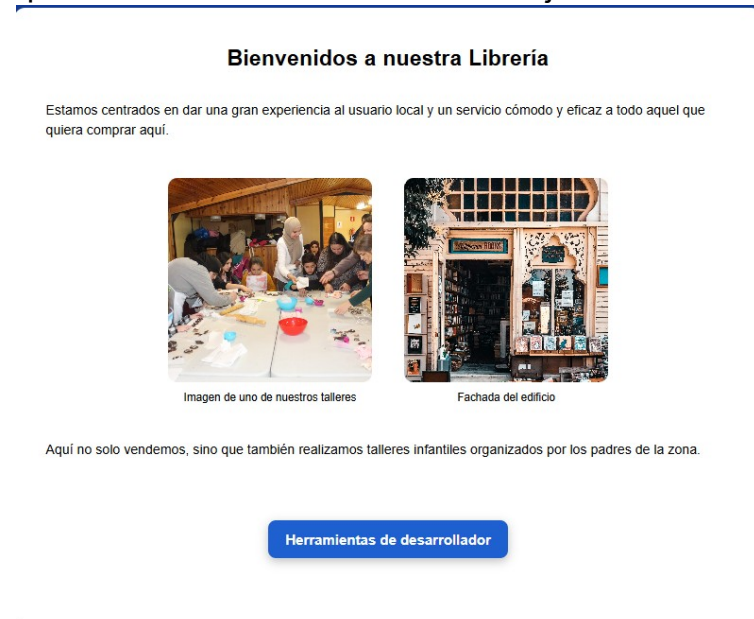 Bienvenidos a nuestra Librería
Estamos centrados en dar una gran experiencia al usuario local y un servicio cómodo y eficaz a todo aquel que
quiera comprar aquí.
Imagen de uno de nuestros talleres
Fachada del edificio
Aquí no solo vendemos, sino que también realizamos talleres infantiles organizados por los padres de la zona.
Herramientas de desarrollador